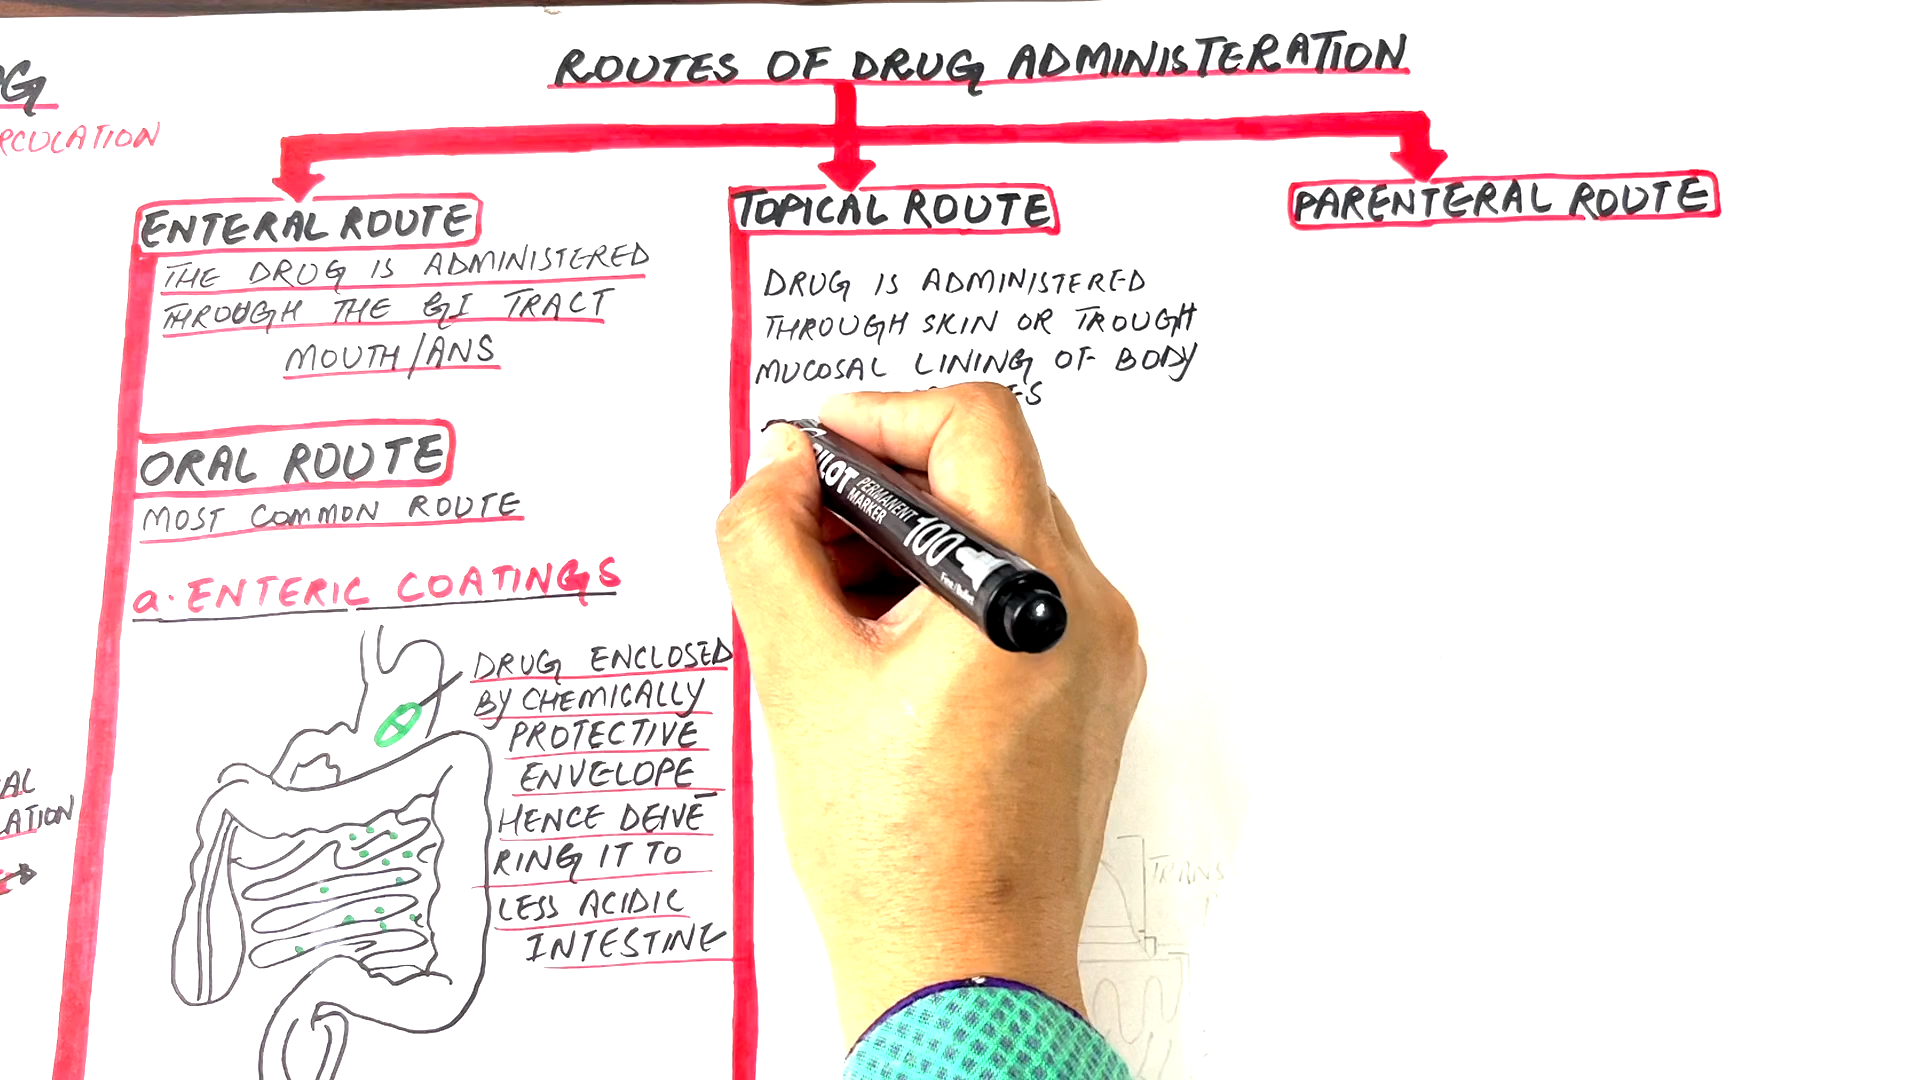 ROUTES OF DRUG ADMINISTERATION
RCULATION
ENTERAL ROUTE
THE DRUG IS ADMINISTERED
THROUGH THE GI TRACT
MOUTH/ANS
ORAL ROUTE
MOST COMMON ROUTE
a. ENTERIC COATINGS
DRUG ENCLOSED
BY CHEMICALLY
PROTECTIVE
ENVELOPE
HENCE DEIVE
RING IT TO
LESS ACIDIC
INTESTINE
TOPICAL ROUTE
DRUG IS ADMINISTERED
THROUGH SKIN OR TROUGH
MUCOSAL LINING OF BODY
PILOT PERMANENT
MARKER 100
PARENTERAL ROUTE
TRANS